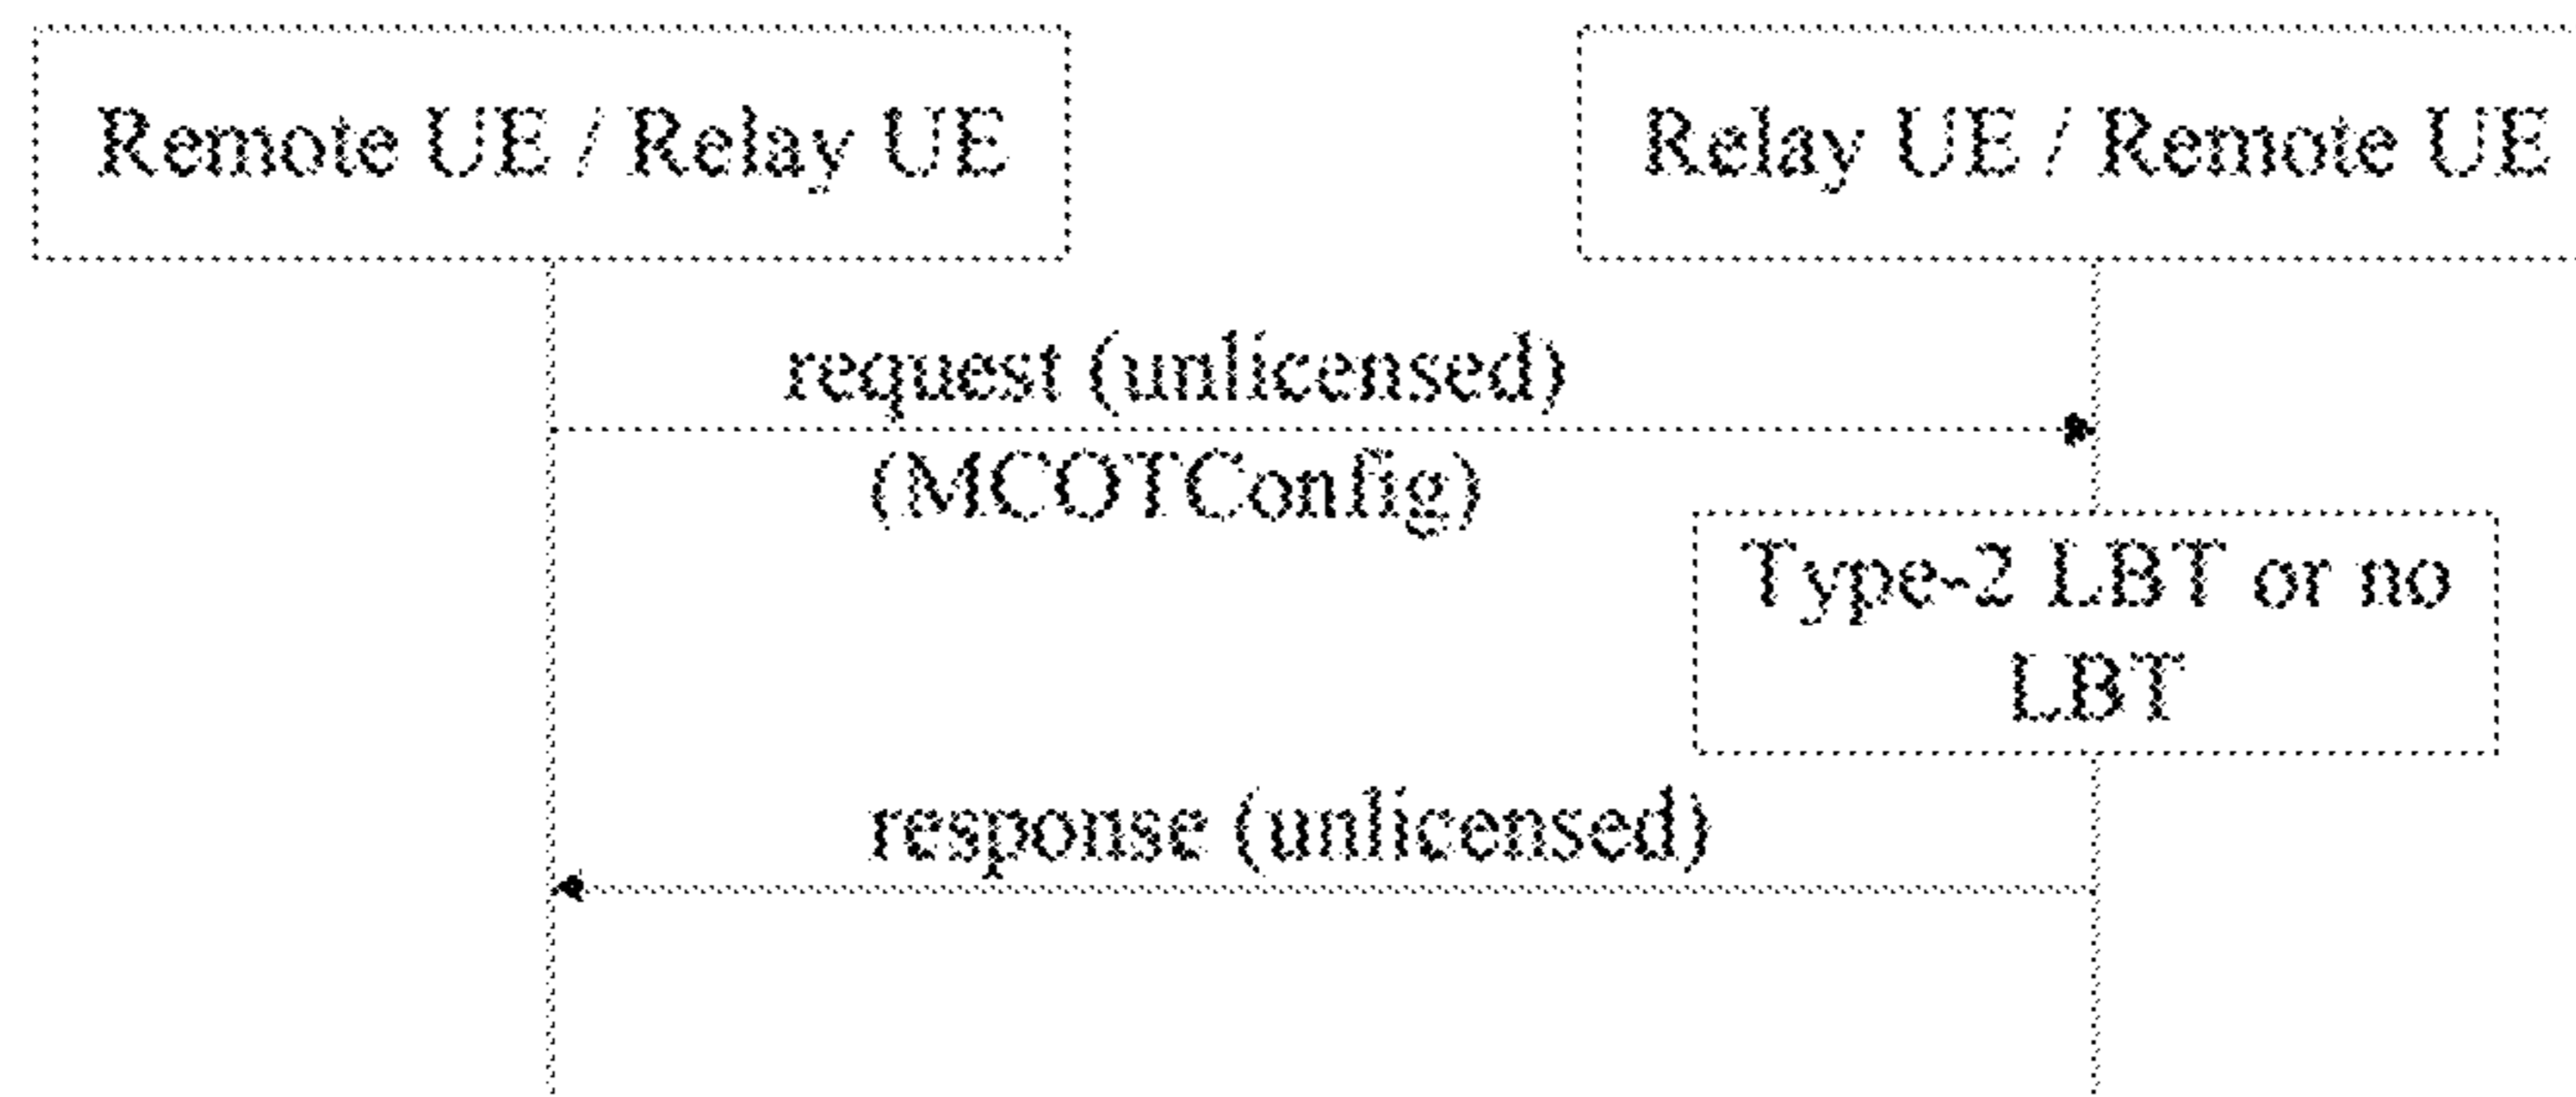 Remote UE / Relay UE
Relay UE / Remote UE
request (unlicensed)
(MCOTConfig)
Type-2 LBT or no
LBT
response (unlicensed)